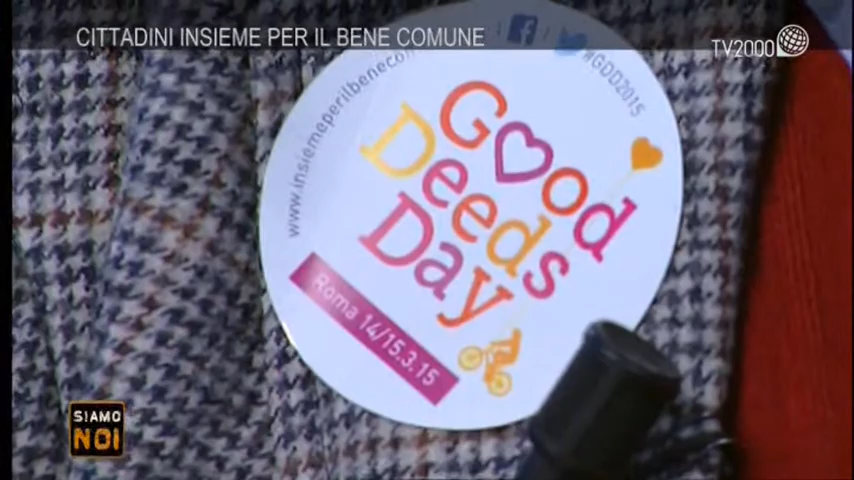 CITTADINI INSIEME PER IL BENE COMUNE
TV2000
#GDD2015
www.insiemeperilbenecom
Good
Deeds
Day
Roma 14/15.3.15
SIAMO
NOI